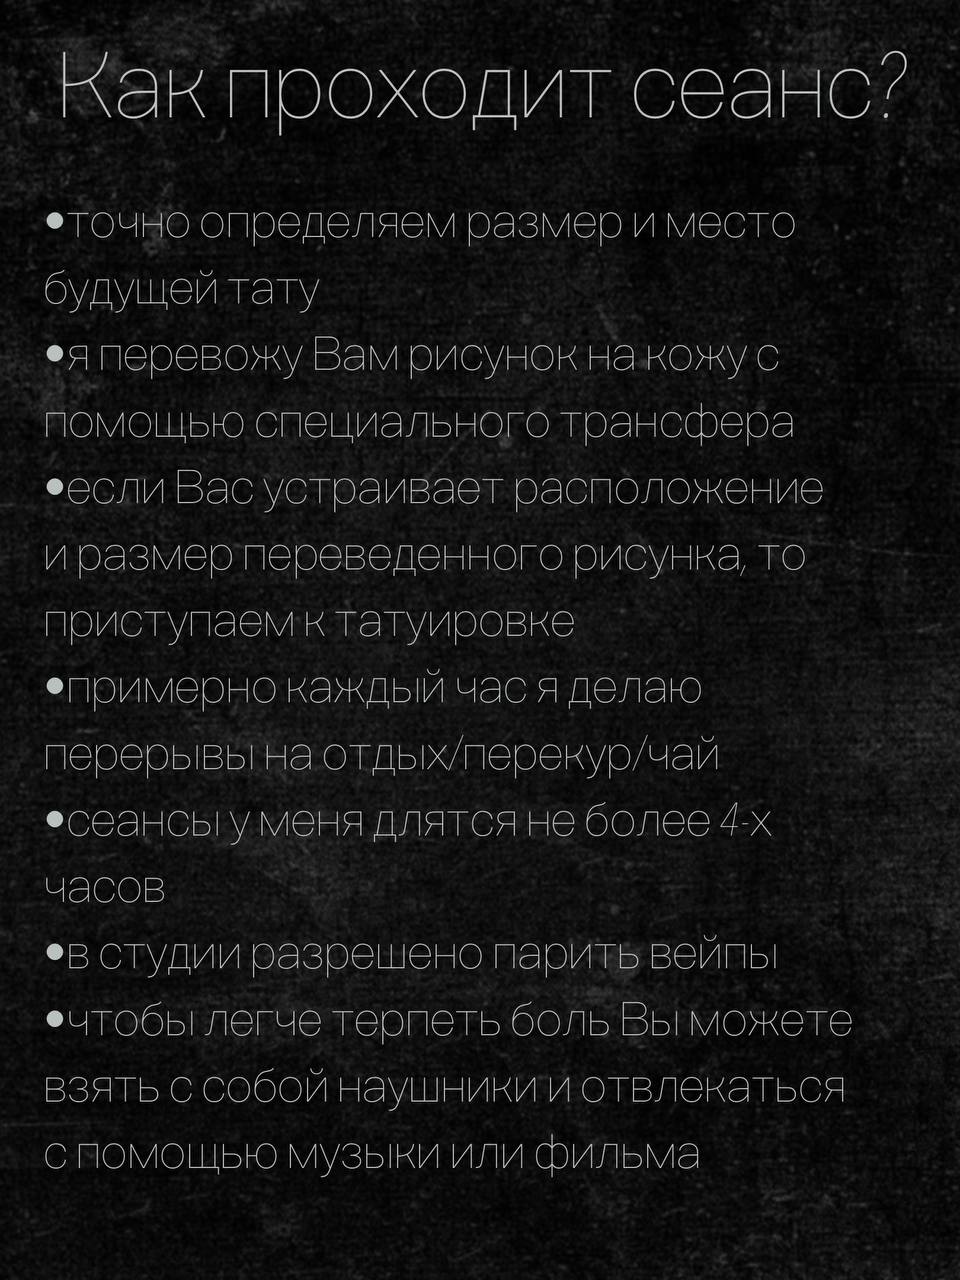 Как проходит сеанс?
•точно определяем размер и место
будущей тату
•я перевожу Вам рисунок на кожу с
помощью специального трансфера
•если Вас устраивает расположение
и размер переведенного рисунка, то
приступаем к татуировке
•примерно каждый час я делаю
перерывы на отдых/перекур/чай
•сеансы у меня длятся не более 4-х
часов
•в студии разрешено парить вейпы
•чтобы легче терпеть боль Вы можете
взять с собой наушники и отвлекаться
с помощью музыки или фильма